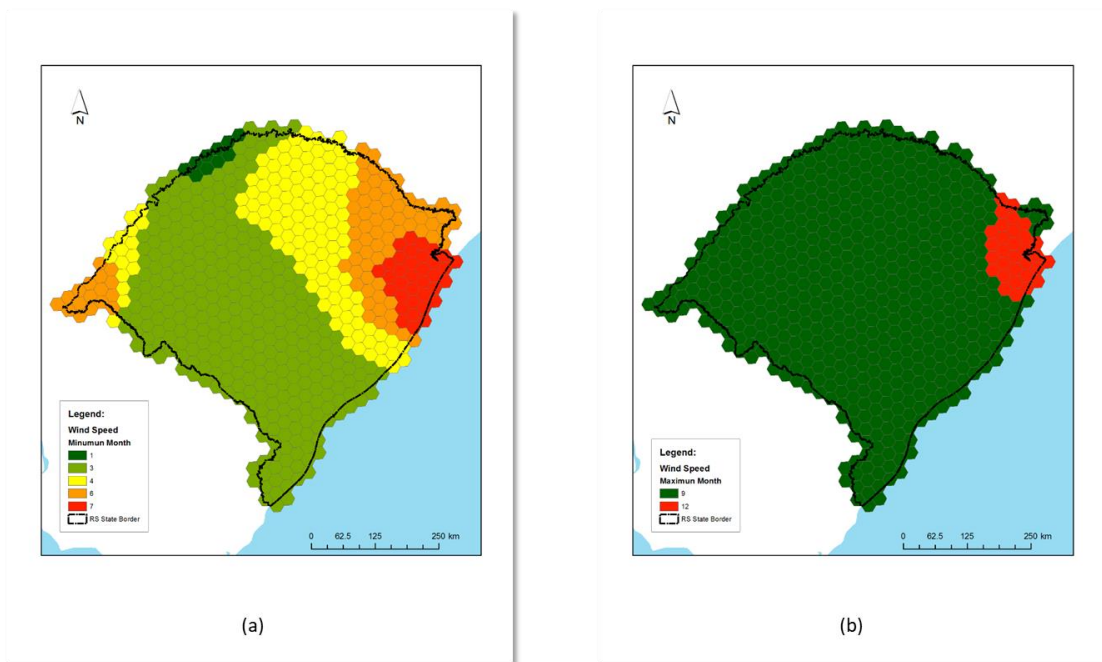 N
Legend:
Wind Speed
Minumun Month
1
3
4
6
7
RS State Border
0 62.5 125 250 km
(a)
N
Legend:
Wind Speed
Maximun Month
9
12
RS State Border
0 62.5 125 250 km
(b)